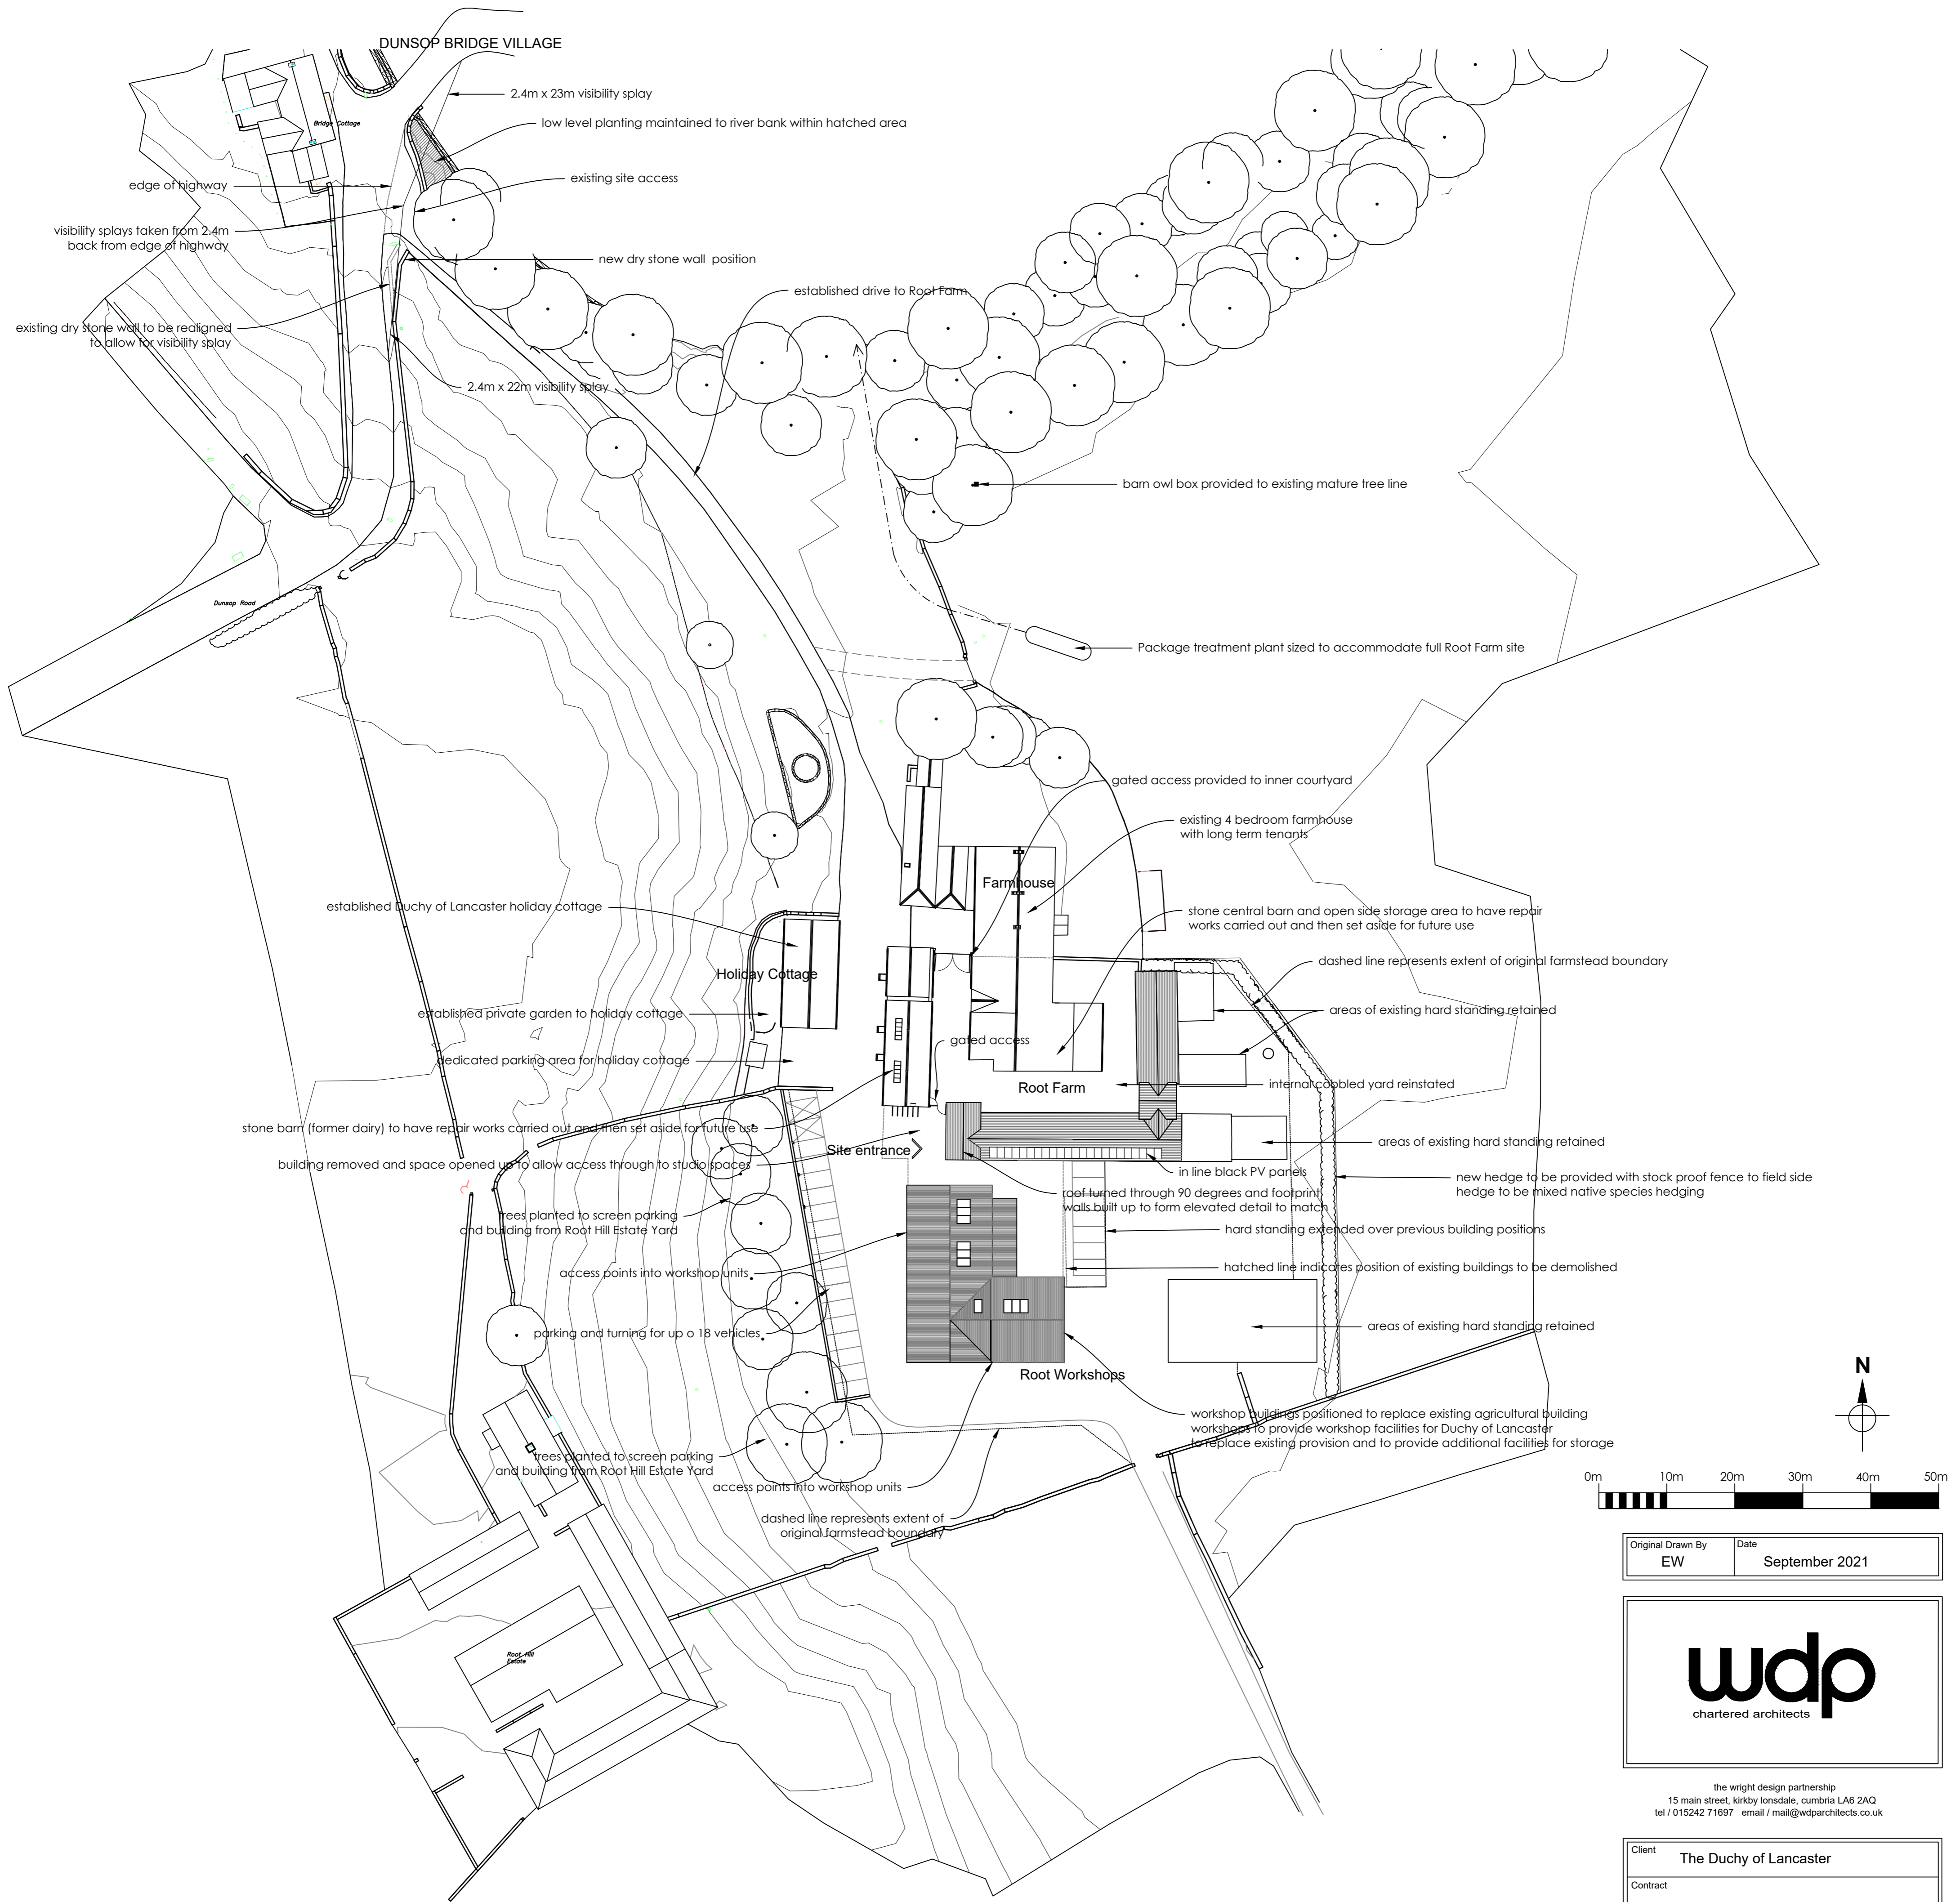 DUNSOP BRIDGE VILLAGE
2.4m x 23m visibility splay
Bridge Cottage
low level planting maintained to river bank within hatched area
existing site access
edge of highway
visibility splays taken from 2.4m
back from edge of highway
new dry stone wall position
established drive to Root Farm
existing dry stone wall to be realigned
to allow for visibility splay
2.4m x 22m visibility splay
barn owl box provided to existing mature tree line
Dunsop Road
Package treatment plant sized to accommodate full Root Farm site
gated access provided to inner courtyard
existing 4 bedroom farmhouse
with long term tenants
Farmhouse
established Duchy of Lancaster holiday cottage
stone central barn and open side storage area to have repair
works carried out and then set aside for future use
dashed line represents extent of original farmstead boundary
Holiday Cottage
established private garden to holiday cottage
areas of existing hard standing retained
gated access
dedicated parking area for holiday cottage
Root Farm
internal cobbled yard reinstated
stone barn (former dairy) to have repair works carried out and then set aside for future use
areas of existing hard standing retained
Site entrance
building removed and space opened up to allow access through to studio spaces
in line black PV panels
new hedge to be provided with stock proof fence to field side
hedge to be mixed native species hedging
roof turned through 90 degrees and footprint
walls built up to form elevated detail to match
trees planted to screen parking
and building from Root Hill Estate Yard
hard standing extended over previous building positions
access points into workshop units
hatched line indicates position of existing buildings to be demolished
parking and turning for up o 18 vehicles
areas of existing hard standing retained
Root Workshops
N
workshop buildings positioned to replace existing agricultural building
workshops to provide workshop facilities for Duchy of Lancaster
to replace existing provision and to provide additional facilities for storage
trees planted to screen parking
and building from Root Hill Estate Yard
access points into workshop units
0m 10m 20m 30m 40m 50m
dashed line represents extent of
original farmstead boundary
Original Drawn By
EW
Date
September 2021
Root Hill
Estate
wdp
chartered architects
the wright design partnership
15 main street, kirkby lonsdale, cumbria LA6 2AQ
tel / 015242 71697 email / mail@wdparchitects.co.uk
Client
The Duchy of Lancaster
Contract